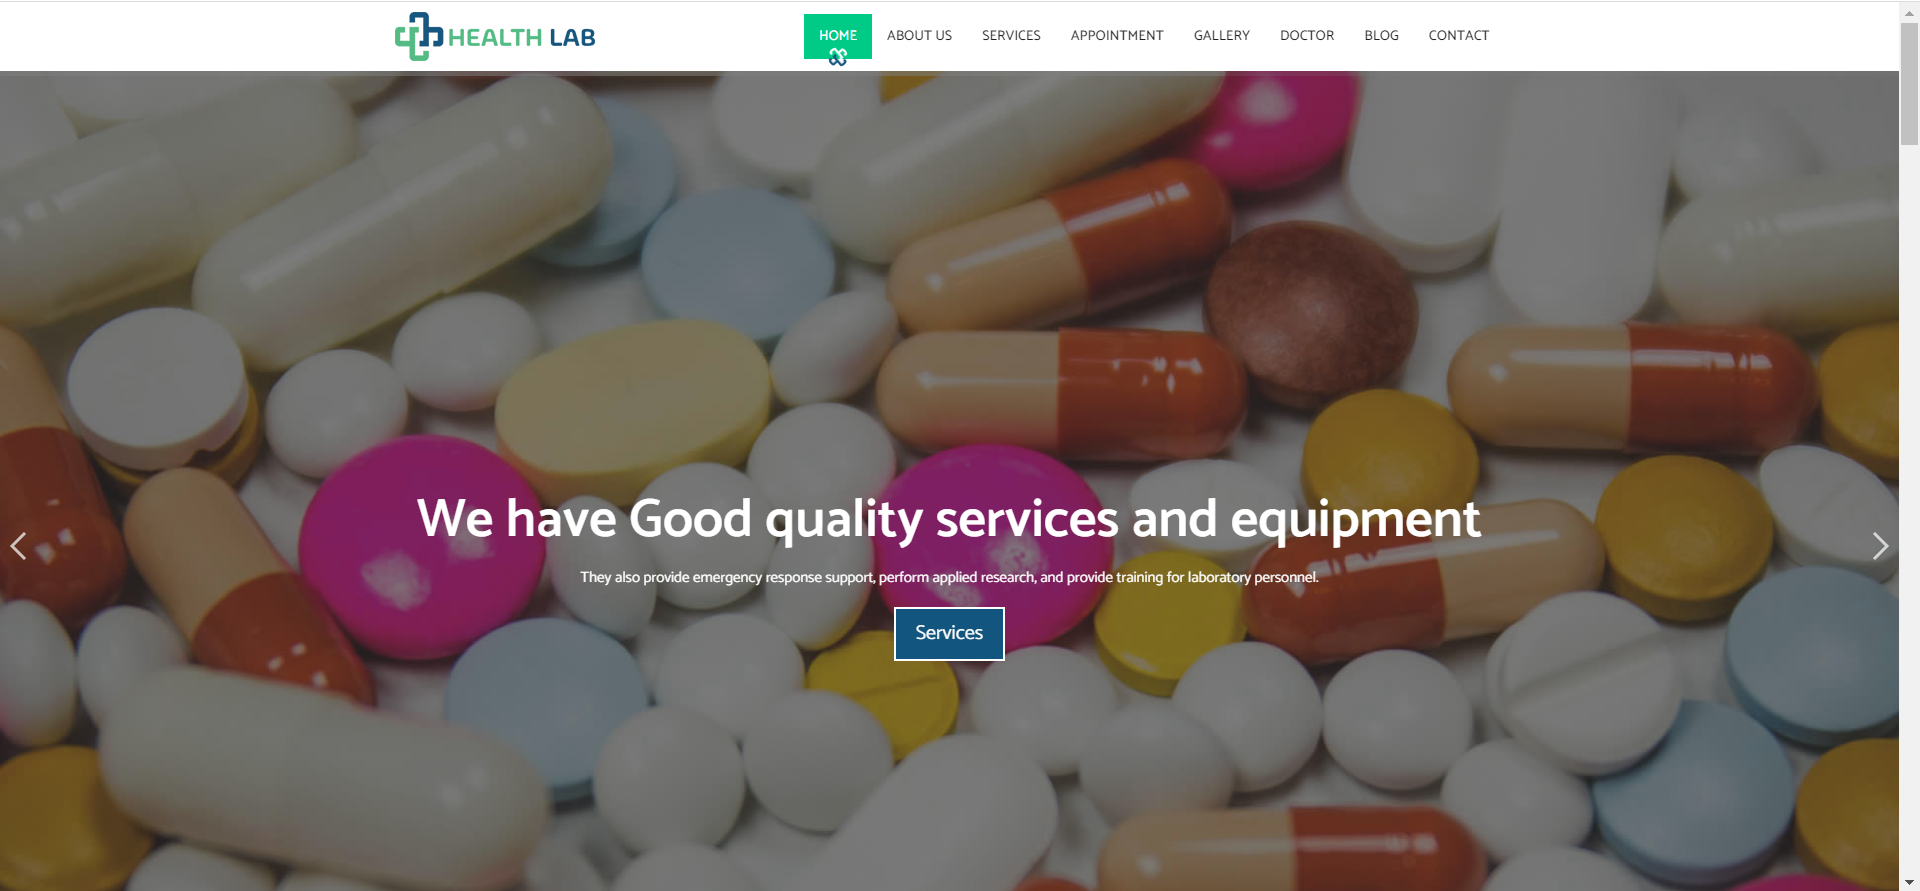 HEALTH LAB
HOME ABOUT US SERVICES APPOINTMENT GALLERY DOCTOR BLOG CONTACT
We have Good quality services and equipment
They also provide emergency response support, perform applied research, and provide training for laboratory personnel.
Services